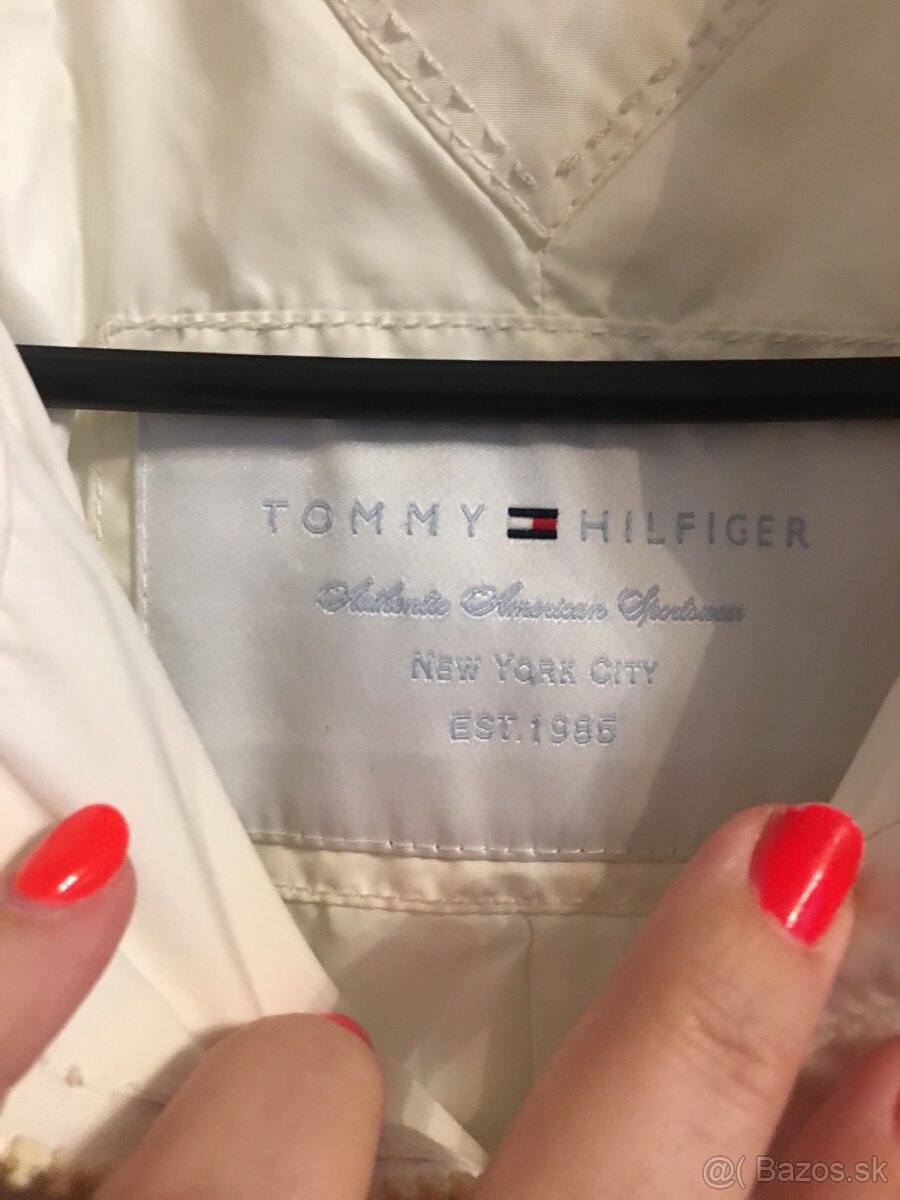 TOMMY HILFIGER
Authentic American Sportswear
NEW YORK CITY
EST. 1985
@( Bazos.sk